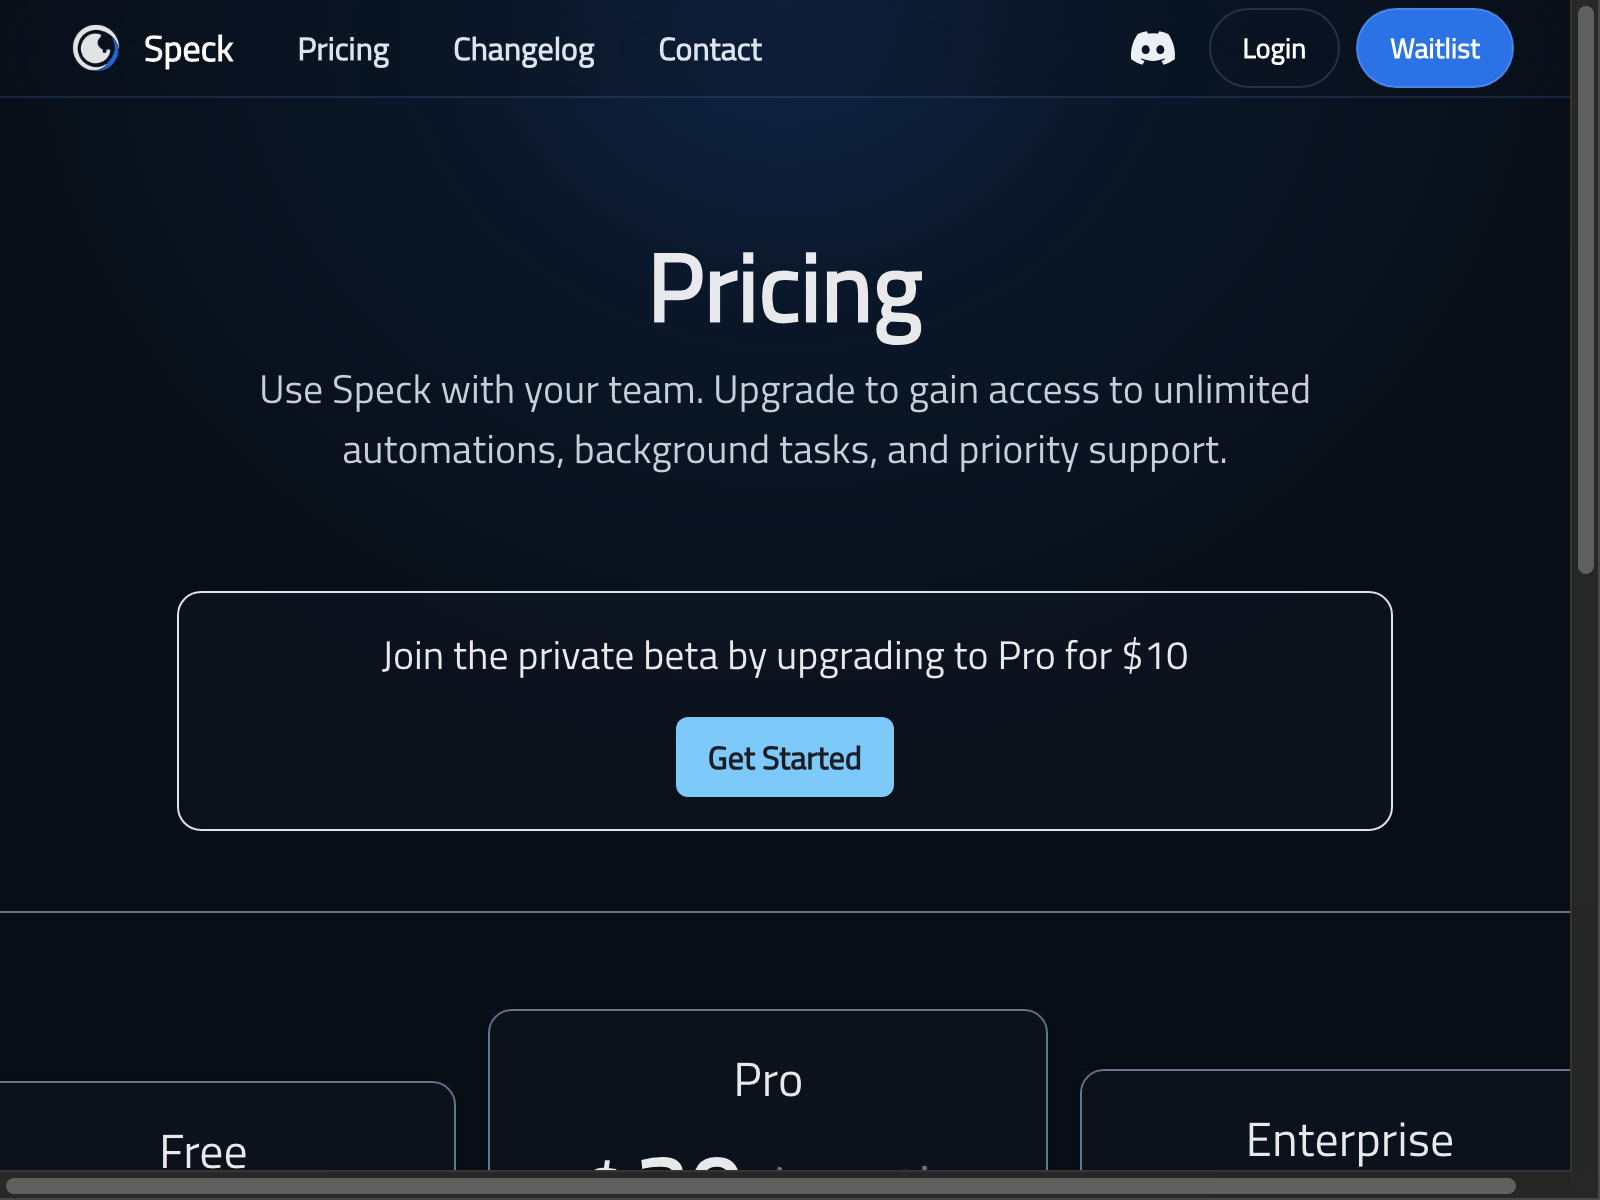 Speck
Pricing
Changelog
Contact
Login
Waitlist
Pricing
Use Speck with your team. Upgrade to gain access to unlimited
automations, background tasks, and priority support.
Join the private beta by upgrading to Pro for $10
Get Started
Free
Pro
Enterprise